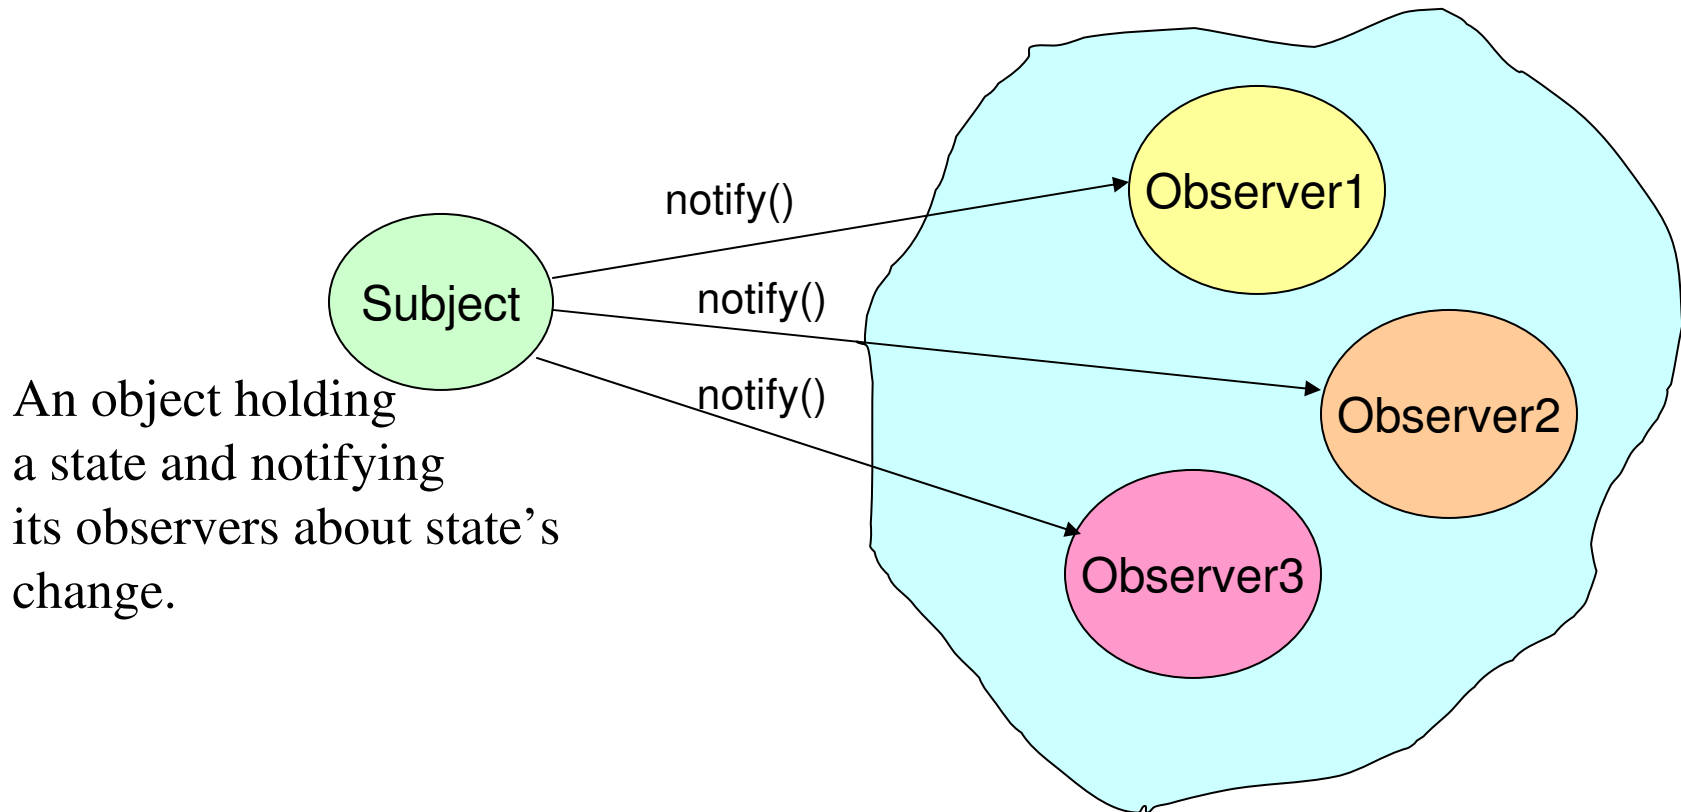 notify()
Observer1
Subject
notify()
notify()
Observer2
An object holding
a state and notifying
its observers about state’s
change.
Observer3